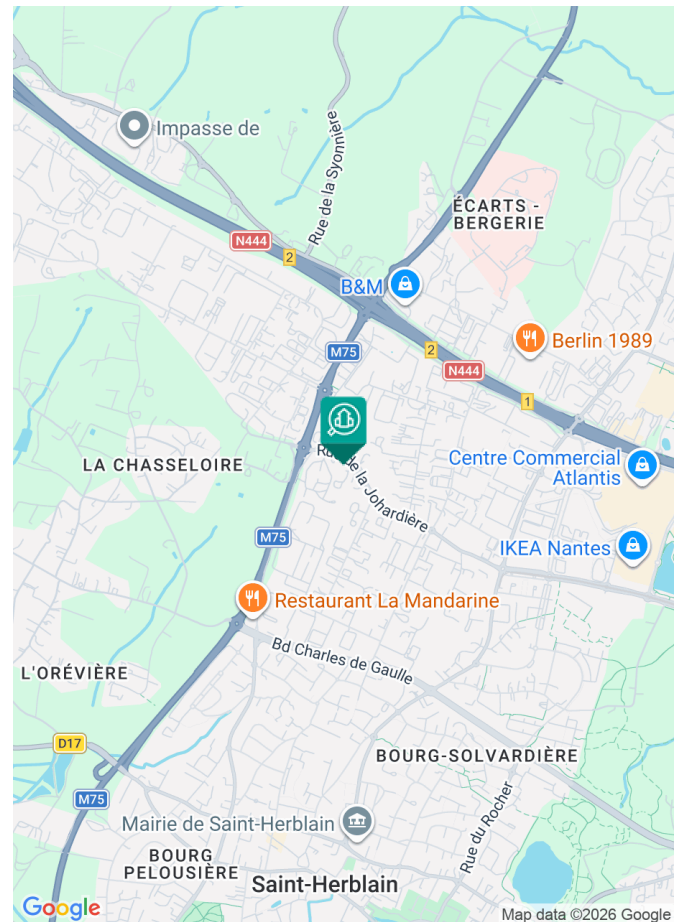 Impasse de
Rue de la Syonnière
ÉCARTS -
BERGERIE
N444
2
B&M
Berlin 1989
M75
2
N444
1
Rue de la Johardière
LA CHASSELOIRE
Centre Commercial
Atlantis
M75
IKEA Nantes
Restaurant La Mandarine
Bd Charles de Gaulle
L'ORÉVIÈRE
D17
BOURG-SOLVARDIÈRE
M75
Mairie de Saint-Herblain
Rue du Rocher
BOURG
PELOUSIÈRE
Saint-Herblain
Google
Map data ©2026 Google